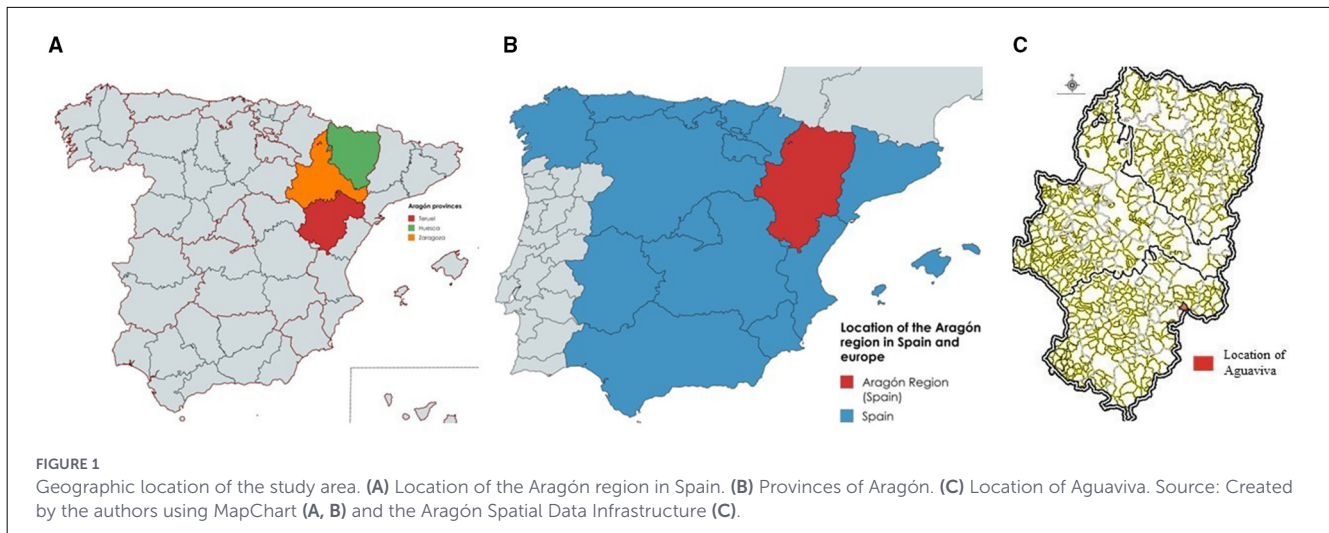 A
B
C
Aragón provinces
Teruel
Huesca
Zaragoza
Location of the Aragón
region in Spain and
europe
Aragón Region
(Spain)
Spain
Location of
Aguaviva
FIGURE 1
Geographic location of the study area. (A) Location of the Aragón region in Spain. (B) Provinces of Aragón. (C) Location of Aguaviva. Source: Created
by the authors using MapChart (A, B) and the Aragón Spatial Data Infrastructure (C).